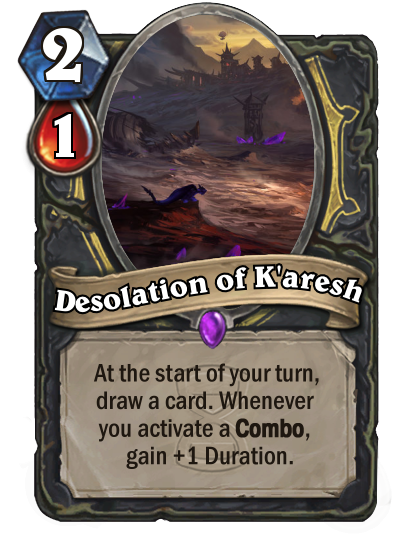 2
1
Desolation of K'aresh
At the start of your turn,
draw a card. Whenever
you activate a Combo,
gain +1 Duration.